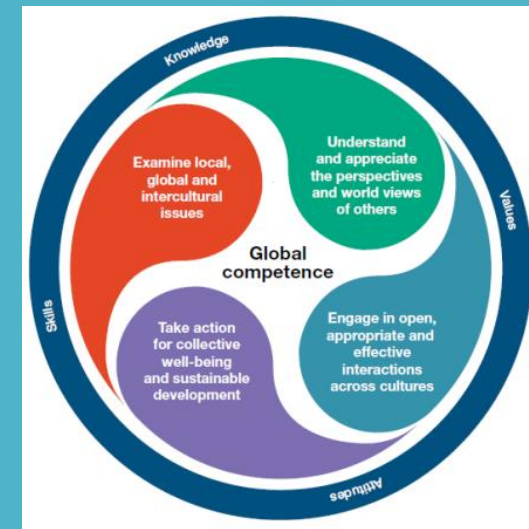 Knowledge
Examine local,
global and
intercultural
issues
Understand
and appreciate
the perspectives
and world views
of others
Values
Global
competence
Skills
Take action
for collective
well-being
and sustainable
development
Engage in open,
appropriate and
effective
interactions
across cultures
Attitudes